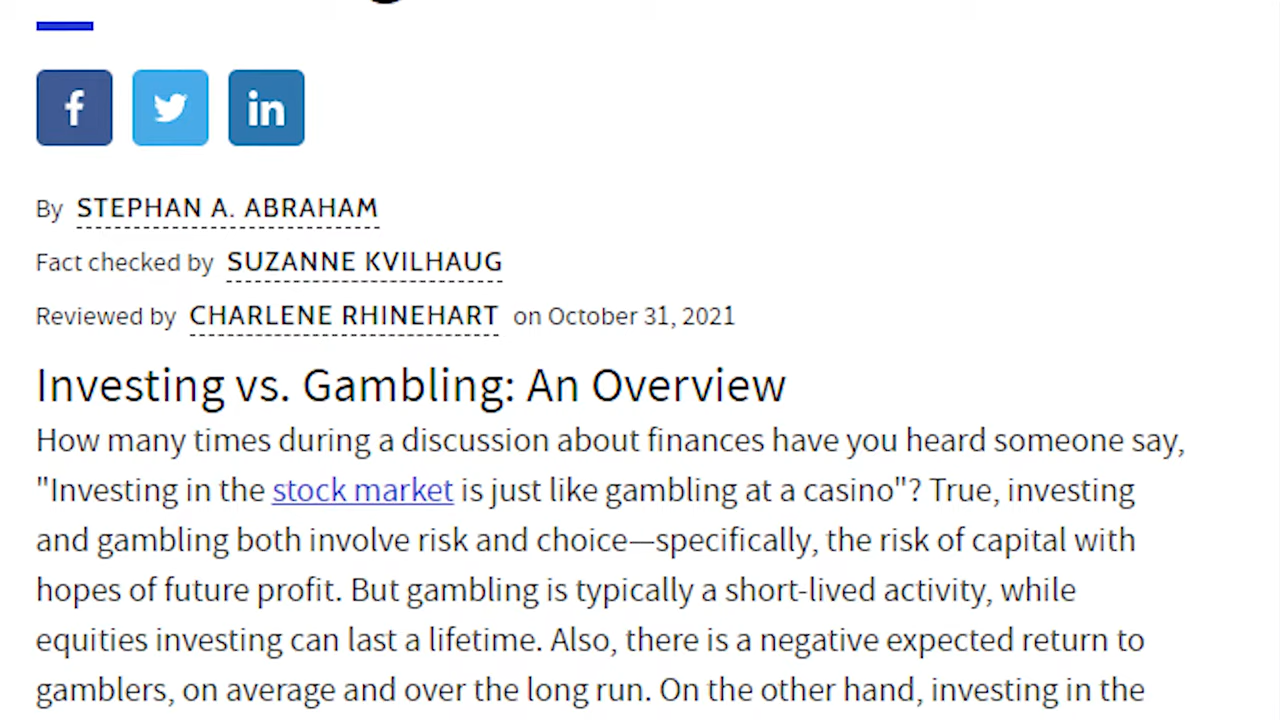 f
in
By STEPHAN A. ABRAHAM
Fact checked by SUZANNE KVILHAUG
Reviewed by CHARLENE RHINEHART on October 31, 2021
Investing vs. Gambling: An Overview
How many times during a discussion about finances have you heard someone say,
"Investing in the stock market is just like gambling at a casino"? True, investing
and gambling both involve risk and choice—specifically, the risk of capital with
hopes of future profit. But gambling is typically a short-lived activity, while
equities investing can last a lifetime. Also, there is a negative expected return to
gamblers, on average and over the long run. On the other hand, investing in the